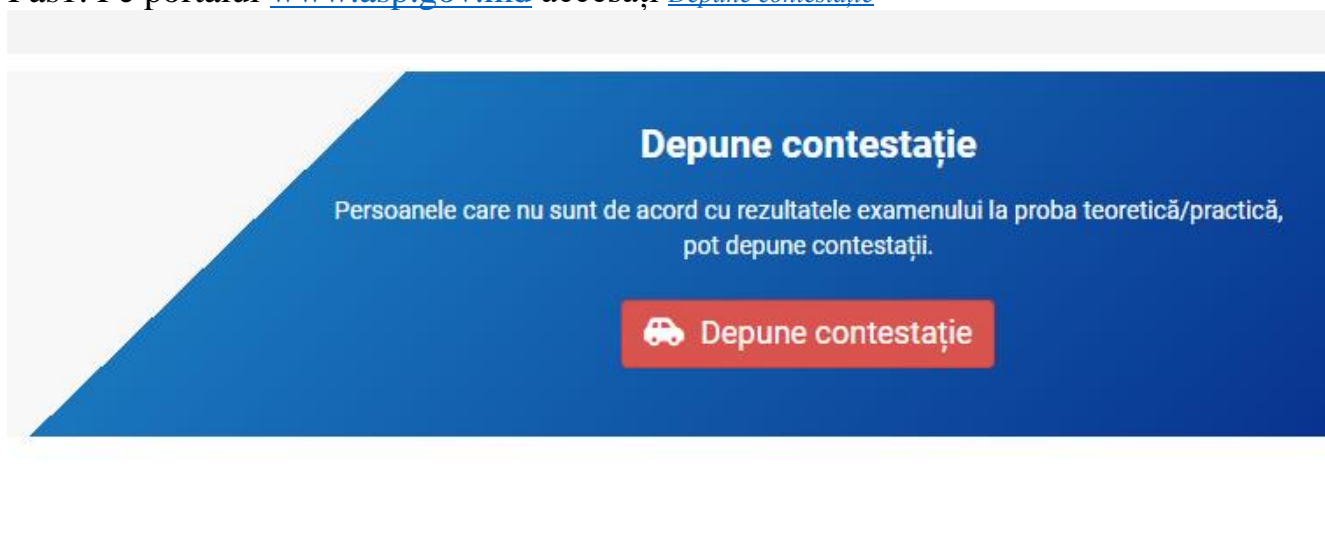 Pas1. Pe portalul www.asp.gov.md accesați Depune contestație
Depune contestație
Persoanele care nu sunt de acord cu rezultatele examenului la proba teoretică/practică,
pot depune contestații.
Depune contestație